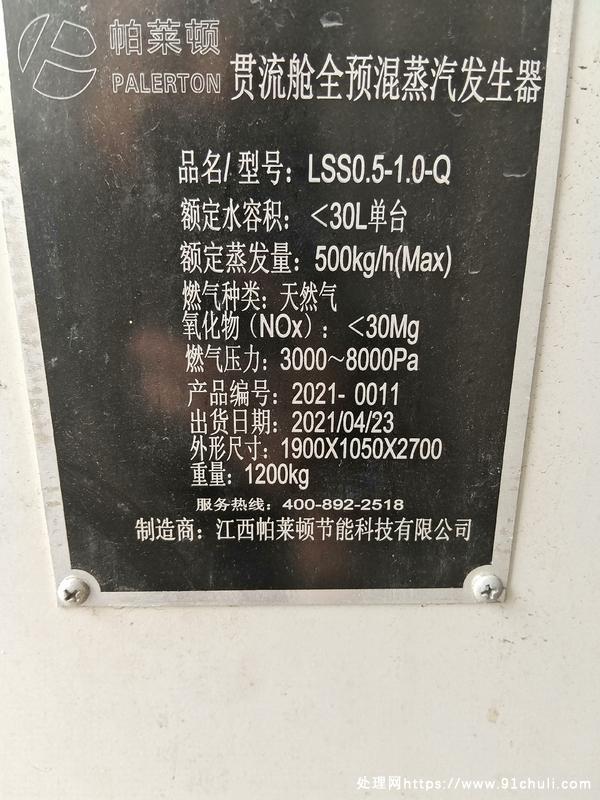 帕莱顿
PALERTON
贯流舱全预混蒸汽发生器
品名/型号：LSS0.5-1.0-Q
额定水容积：＜30L单台
额定蒸发量：500kg/h(Max)
燃气种类：天然气
氧化物（NOx）：＜30Mg
燃气压力：3000～8000Pa
产品编号：2021- 0011
出货日期：2021/04/23
外形尺寸：1900X1050X2700
重量：1200kg
服务热线：400-892-2518
制造商：江西帕莱顿节能科技有限公司
处理网https://www.91chuli.com